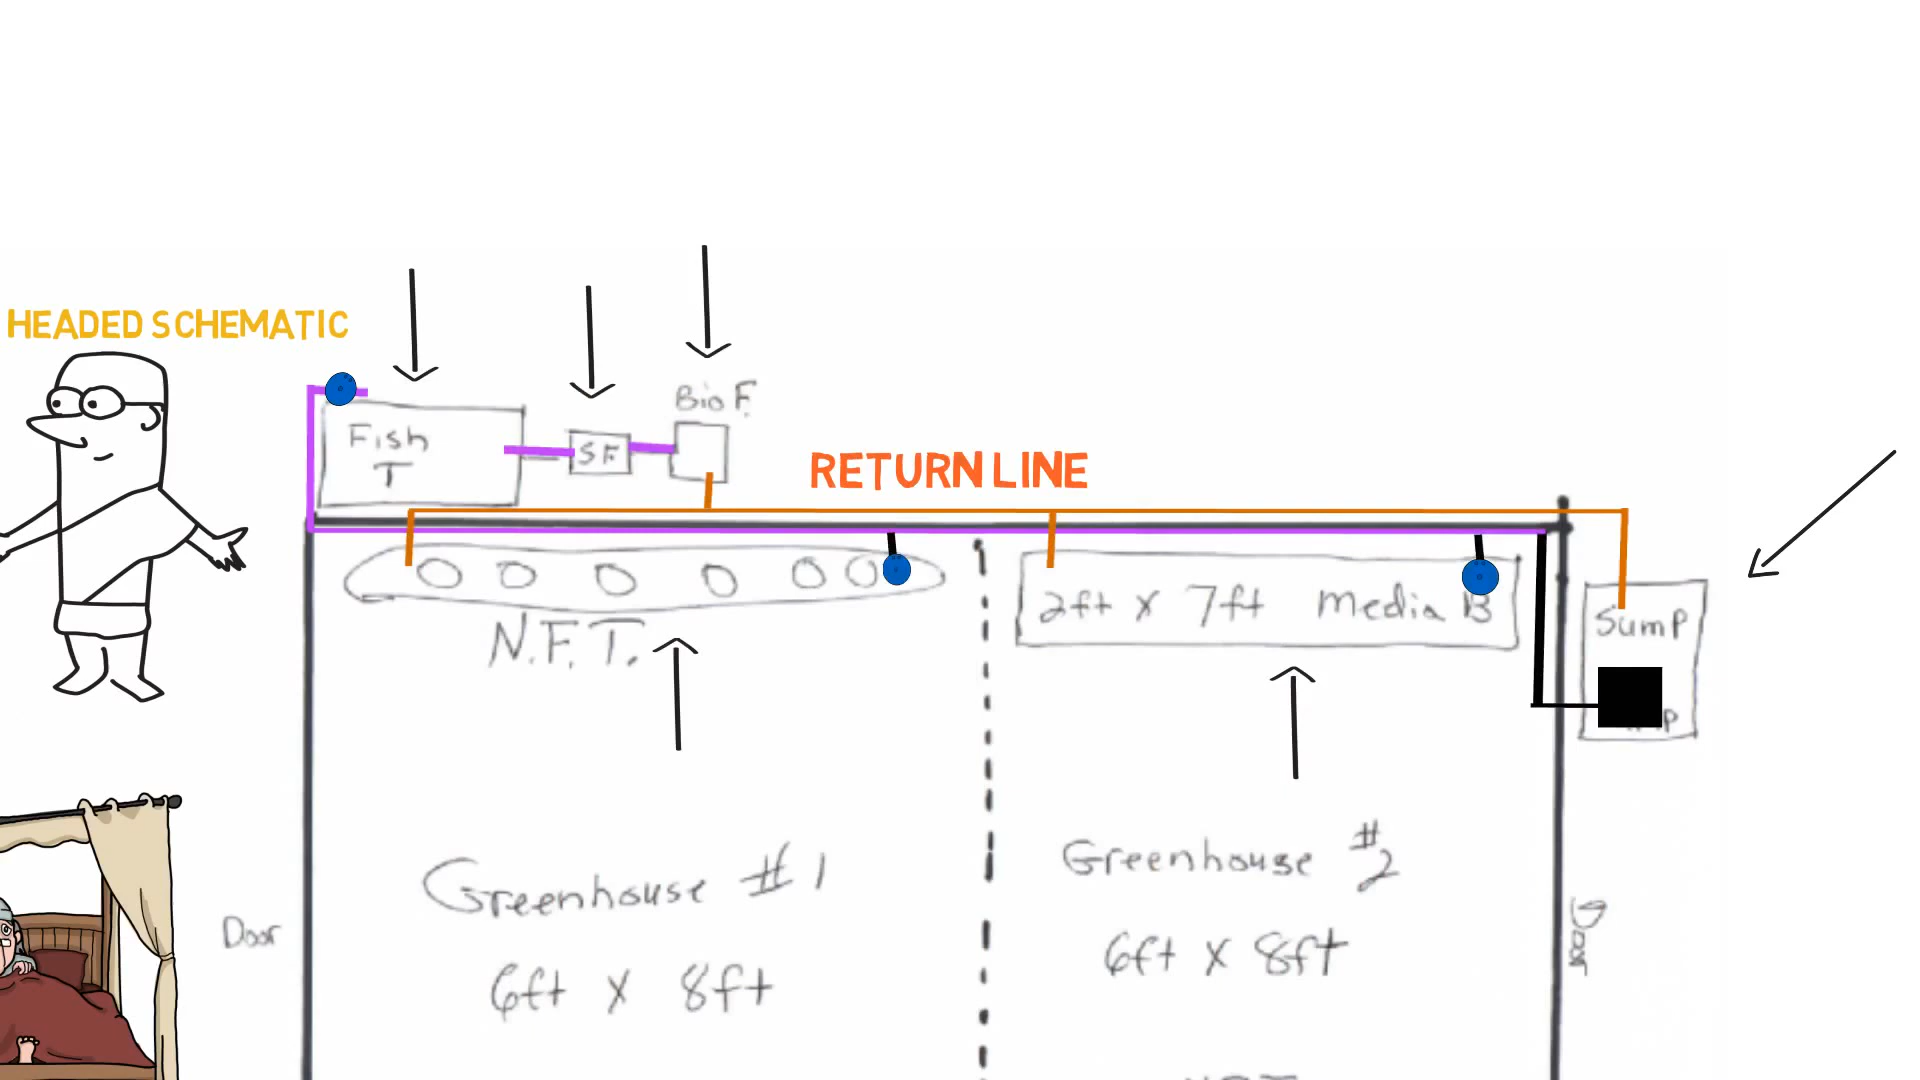 HEADED SCHEMATIC
Bio F.
Fish
T
SF
RETURN LINE
2ft x 7ft Media B
Sump
N.F.T.
p
Greenhouse #2
Greenhouse #1
Door
6ft x 8ft
6ft x 8ft
Door